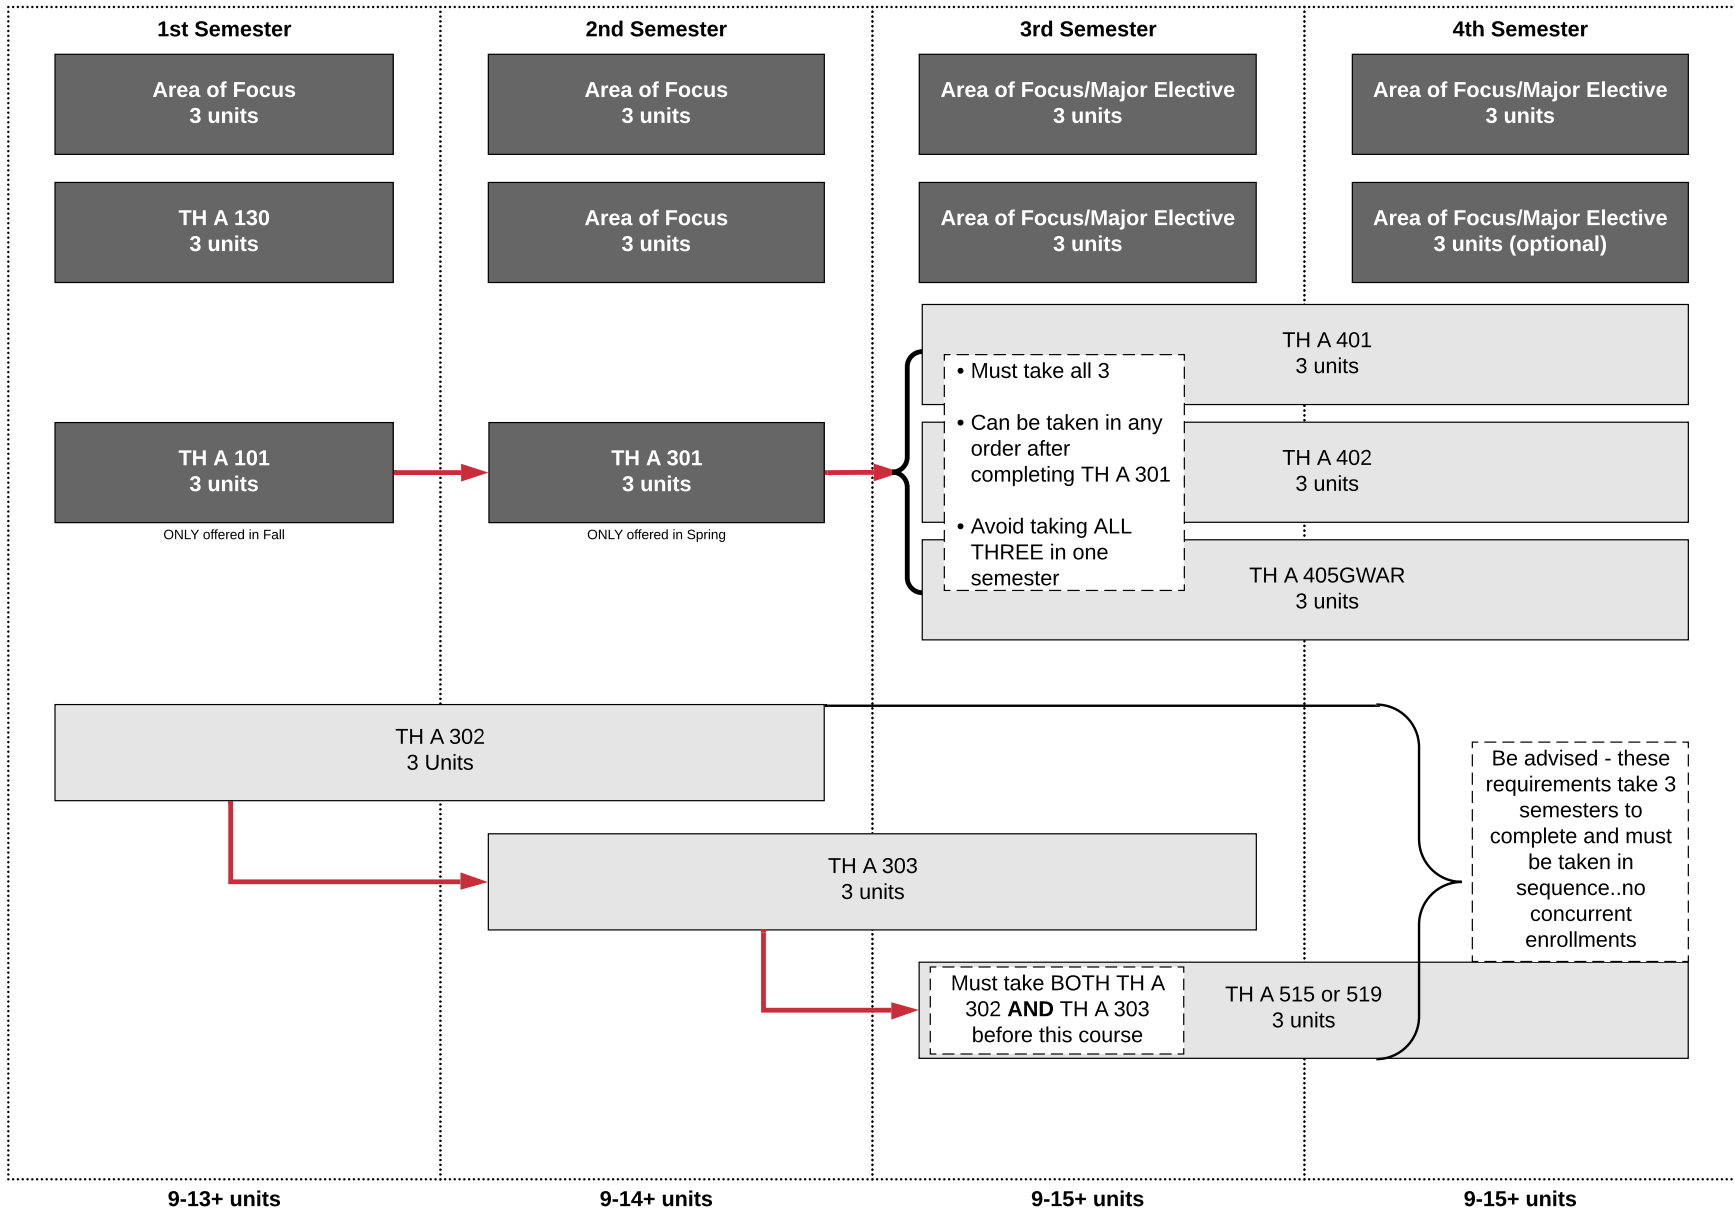 1st Semester
2nd Semester
3rd Semester
4th Semester
Area of Focus
3 units
Area of Focus
3 units
Area of Focus/Major Elective
3 units
Area of Focus/Major Elective
3 units
TH A 130
3 units
Area of Focus
3 units
Area of Focus/Major Elective
3 units
Area of Focus/Major Elective
3 units (optional)
TH A 401
3 units
• Must take all 3
• Can be taken in any
order after
completing TH A 301
• Avoid taking ALL
THREE in one
semester
TH A 101
3 units
ONLY offered in Fall
TH A 301
3 units
ONLY offered in Spring
TH A 402
3 units
TH A 405GWAR
3 units
TH A 302
3 Units
TH A 303
3 units
Be advised - these
requirements take 3
semesters to
complete and must
be taken in
sequence..no
concurrent
enrollments
Must take BOTH TH A
302 AND TH A 303
before this course
TH A 515 or 519
3 units
9-13+ units
9-14+ units
9-15+ units
9-15+ units